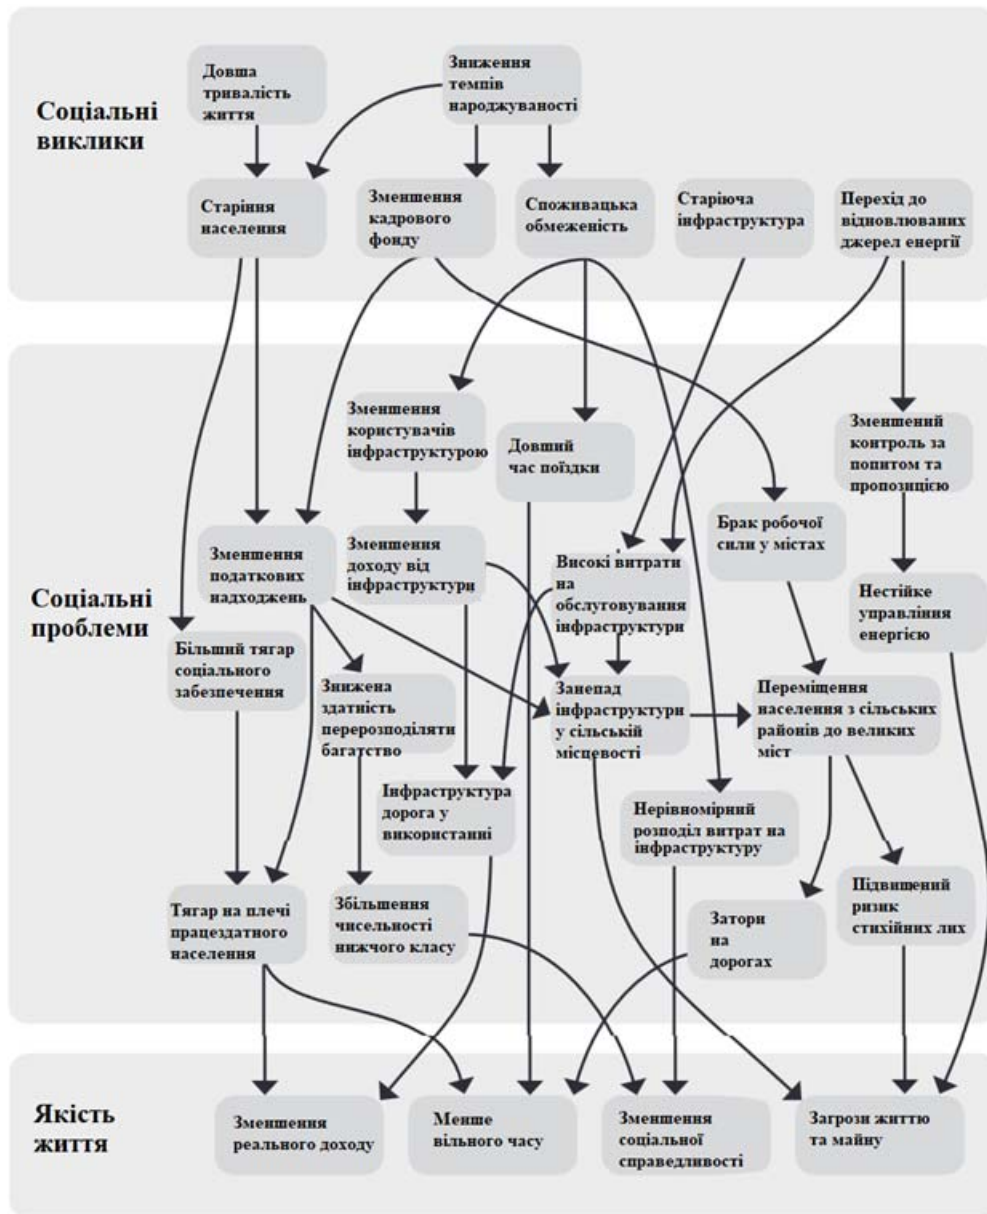 Соціальні
виклики
Довша
тривалість
життя
Зниження
темпів
народжуваності
Старіння
населення
Зменшення
кадрового
фонду
Споживацька
обмеженість
Старіюча
інфраструктура
Перехід до
відновлюваних
джерел енергії
Соціальні
проблеми
Зменшення
користувачів
інфраструктурою
Довший
час поїздки
Зменшений
контроль за
попитом та
пропозицією
Зменшення
податкових
надходжень
Зменшення
доходу від
інфраструктури
Високі витрати
на
обслуговування
інфраструктури
Брак робочої
сили у містах
Нестійке
управління
енергією
Більший тягар
соціального
забезпечення
Знижена
здатність
перерозподіляти
багатство
Занепад
інфраструктури
у сільській
місцевості
Переміщення
населення з сільських
районів до великих
міст
Інфраструктура
дорога у
використанні
Нерівномірний
розподіл витрат на
інфраструктуру
Тягар на плечі
працездатного
населення
Збільшення
чисельності
нижчого класу
Затори
на
дорогах
Підвищений
ризик
стихійних лих
Якість
життя
Зменшення
реального доходу
Менше
вільного часу
Зменшення
соціальної
справедливості
Загрози життю
та майну